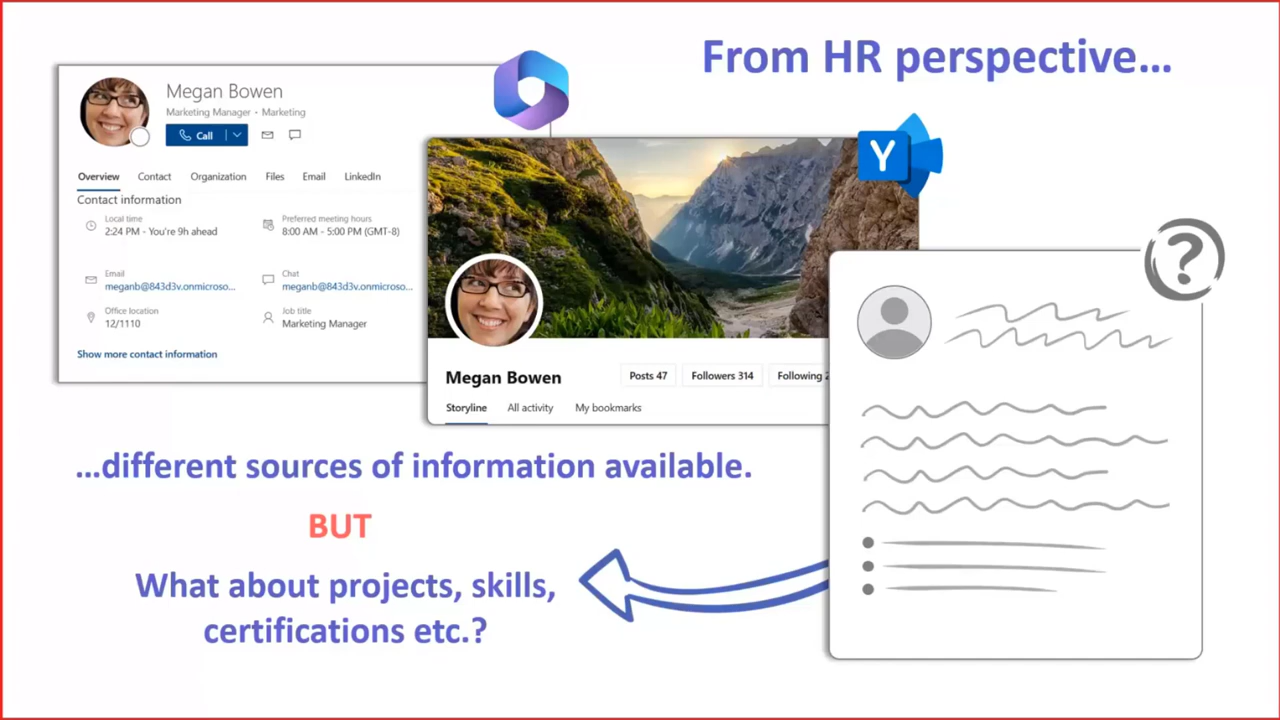 From HR perspective...
Megan Bowen
Marketing Manager • Marketing
Call
Overview Contact Organization Files Email LinkedIn
Contact information
Local time
2:24 PM - You're 9h ahead
Preferred meeting hours
8:00 AM - 5:00 PM (GMT-8)
Email
meganb@843d3v.onmicroso...
Chat
meganb@843d3v.onmicroso...
Office location
12/1110
Job title
Marketing Manager
Show more contact information
Y
Megan Bowen
Posts 47 Followers 314 Following
Storyline All activity My bookmarks
?
...different sources of information available.
BUT
What about projects, skills,
certifications etc.?